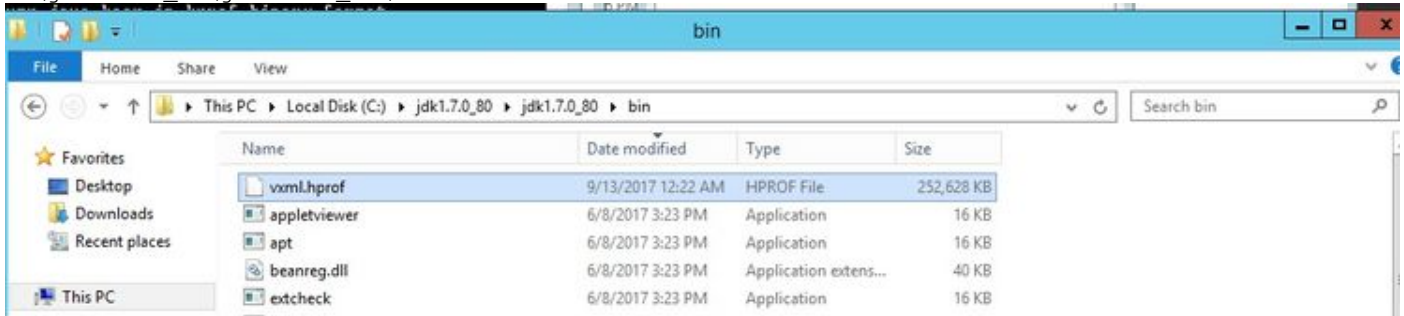 bin
File Home Share View
This PC Local Disk (C:) jdk1.7.0_80 jdk1.7.0_80 bin
Search bin
Favorites
Desktop
Downloads
Recent places
This PC
Name Date modified Type Size
vxml.hprof 9/13/2017 12:22 AM HPROF File 252,628 KB
appletviewer 6/8/2017 3:23 PM Application 16 KB
apt 6/8/2017 3:23 PM Application 16 KB
beanreg.dll 6/8/2017 3:23 PM Application extens... 40 KB
extcheck 6/8/2017 3:23 PM Application 16 KB